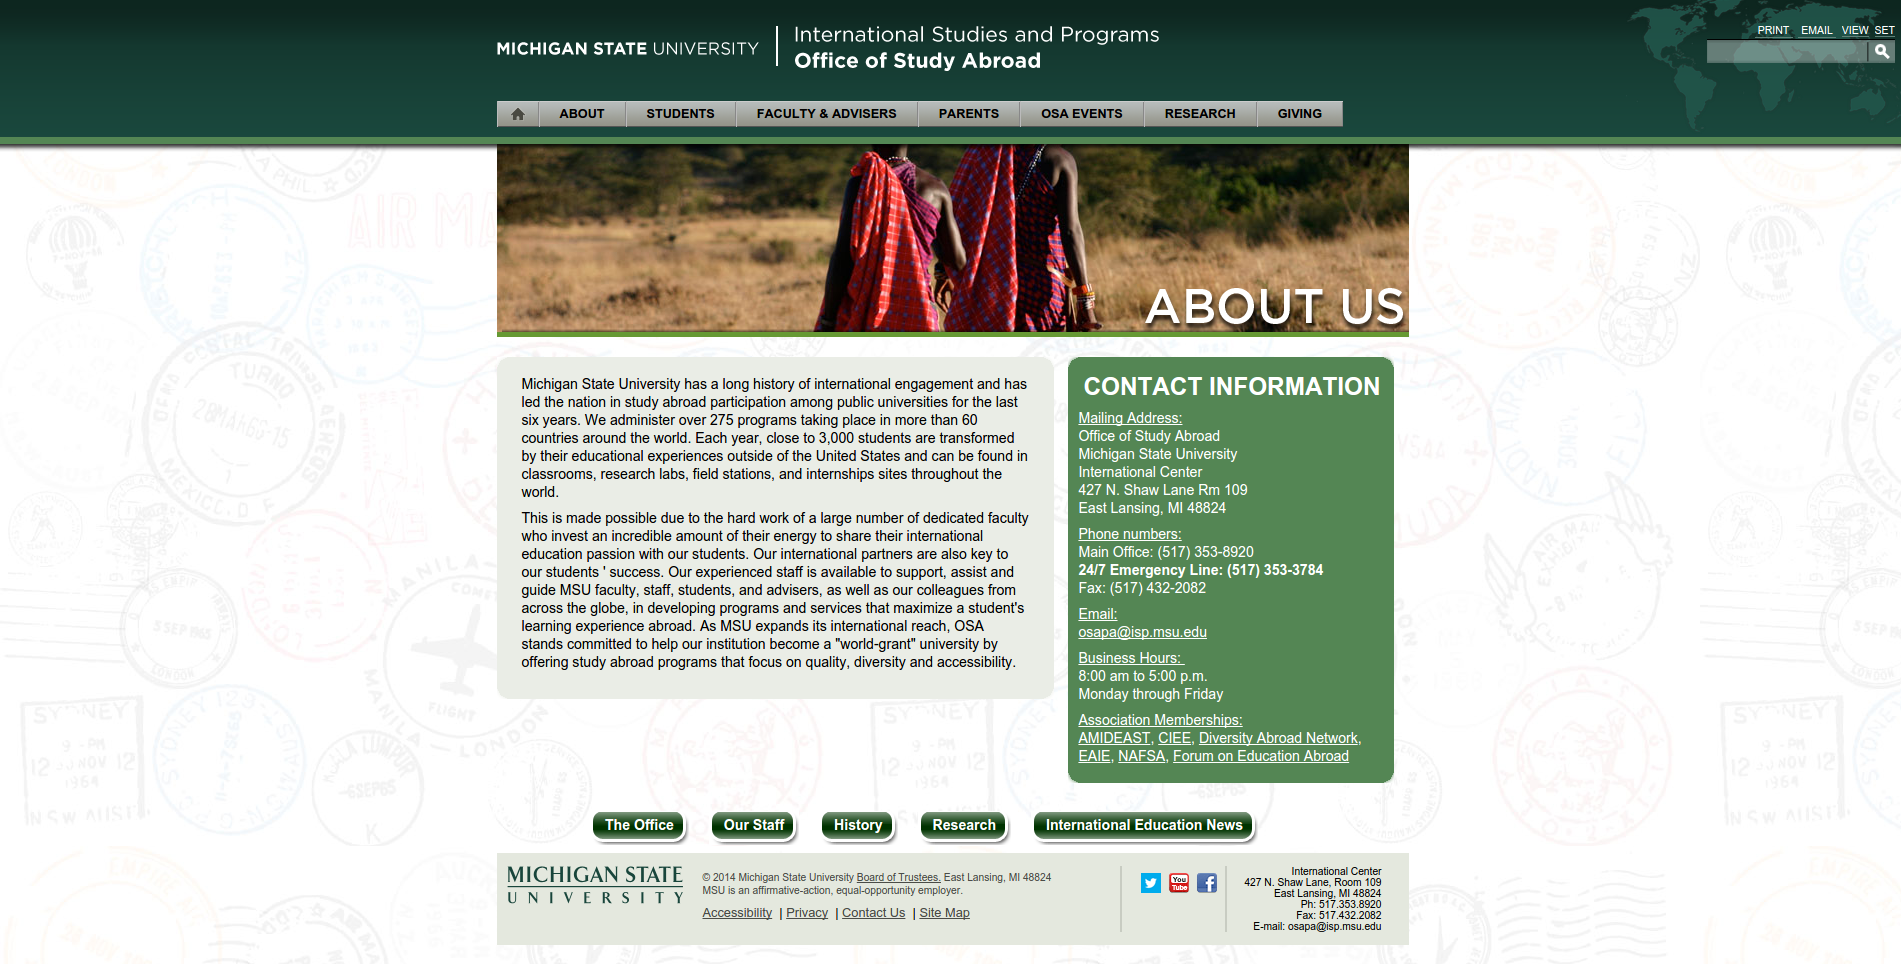 MICHIGAN STATE UNIVERSITY
International Studies and Programs
Office of Study Abroad
PRINT EMAIL VIEW SET
ABOUT STUDENTS FACULTY & ADVISERS PARENTS OSA EVENTS RESEARCH GIVING
ABOUT US
Michigan State University has a long history of international engagement and has
led the nation in study abroad participation among public universities for the last
six years. We administer over 275 programs taking place in more than 60
countries around the world. Each year, close to 3,000 students are transformed
by their educational experiences outside of the United States and can be found in
classrooms, research labs, field stations, and internships sites throughout the
world.
This is made possible due to the hard work of a large number of dedicated faculty
who invest an incredible amount of their energy to share their international
education passion with our students. Our international partners are also key to
our students ' success. Our experienced staff is available to support, assist and
guide MSU faculty, staff, students, and advisers, as well as our colleagues from
across the globe, in developing programs and services that maximize a student's
learning experience abroad. As MSU expands its international reach, OSA
stands committed to help our institution become a "world-grant" university by
offering study abroad programs that focus on quality, diversity and accessibility.
CONTACT INFORMATION
Mailing Address:
Office of Study Abroad
Michigan State University
International Center
427 N. Shaw Lane Rm 109
East Lansing, MI 48824
Phone numbers:
Main Office: (517) 353-8920
24/7 Emergency Line: (517) 353-3784
Fax: (517) 432-2082
Email:
osapa@isp.msu.edu
Business Hours:
8:00 am to 5:00 p.m.
Monday through Friday
Association Memberships:
AMIDEAST, CIEE, Diversity Abroad Network,
EAIE, NAFSA, Forum on Education Abroad
The Office Our Staff History Research International Education News
MICHIGAN STATE
UNIVERSITY
© 2014 Michigan State University Board of Trustees. East Lansing, MI 48824
MSU is an affirmative-action, equal-opportunity employer.
Accessibility | Privacy | Contact Us | Site Map
You
Tube
International Center
427 N. Shaw Lane, Room 109
East Lansing, MI 48824
Ph: 517.353.8920
Fax: 517.432.2082
E-mail: osapa@isp.msu.edu